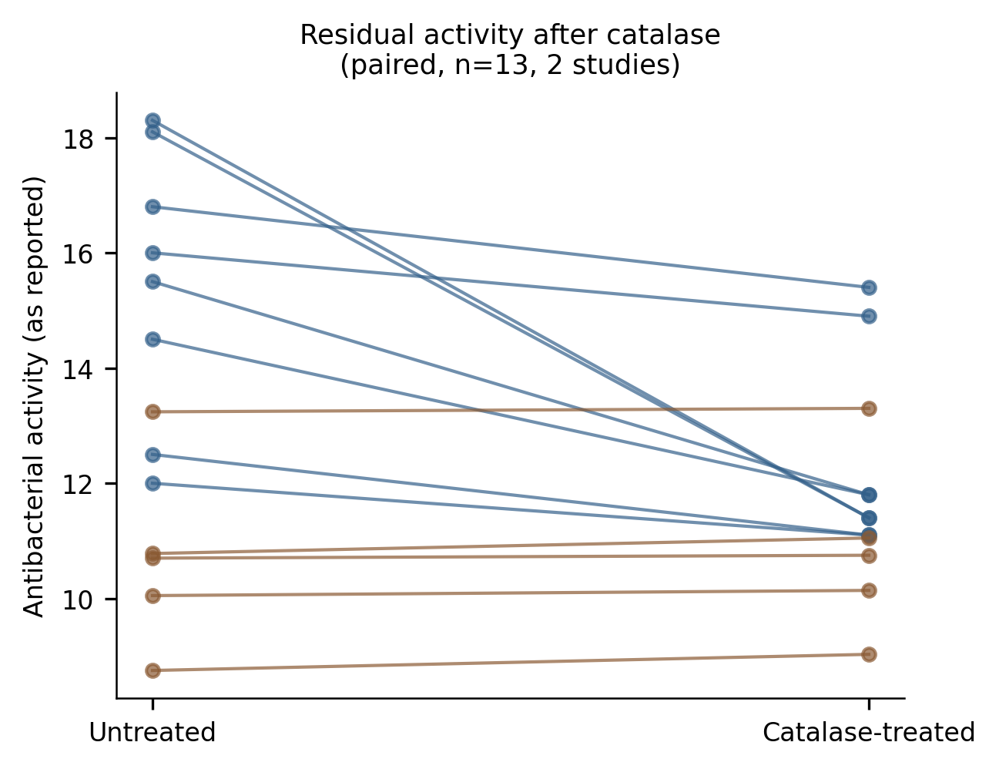 Residual activity after catalase
(paired, n=13, 2 studies)
Antibacterial activity (as reported)
18
16
14
12
10
Untreated
Catalase-treated